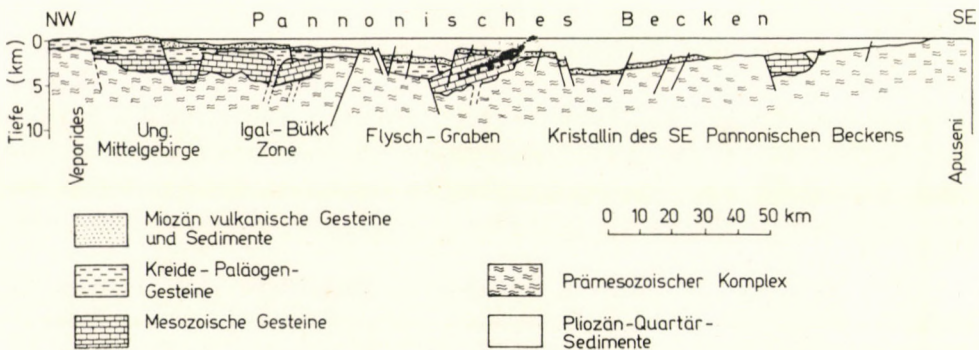 NW Pannonisches Becken SE
Tiefe (km)
0
5
10
Veporides
Ung.
Mittelgebirge
Igal-Bükk
Zone
Flysch-Graben
Kristallin des SE Pannonischen Beckens
Apuseni
Miozän vulkanische Gesteine
und Sedimente
Kreide-Paläogen-
Gesteine
Mesozoische Gesteine
0 10 20 30 40 50 km
Prämesozoischer Komplex
Pliozän-Quartär-
Sedimente